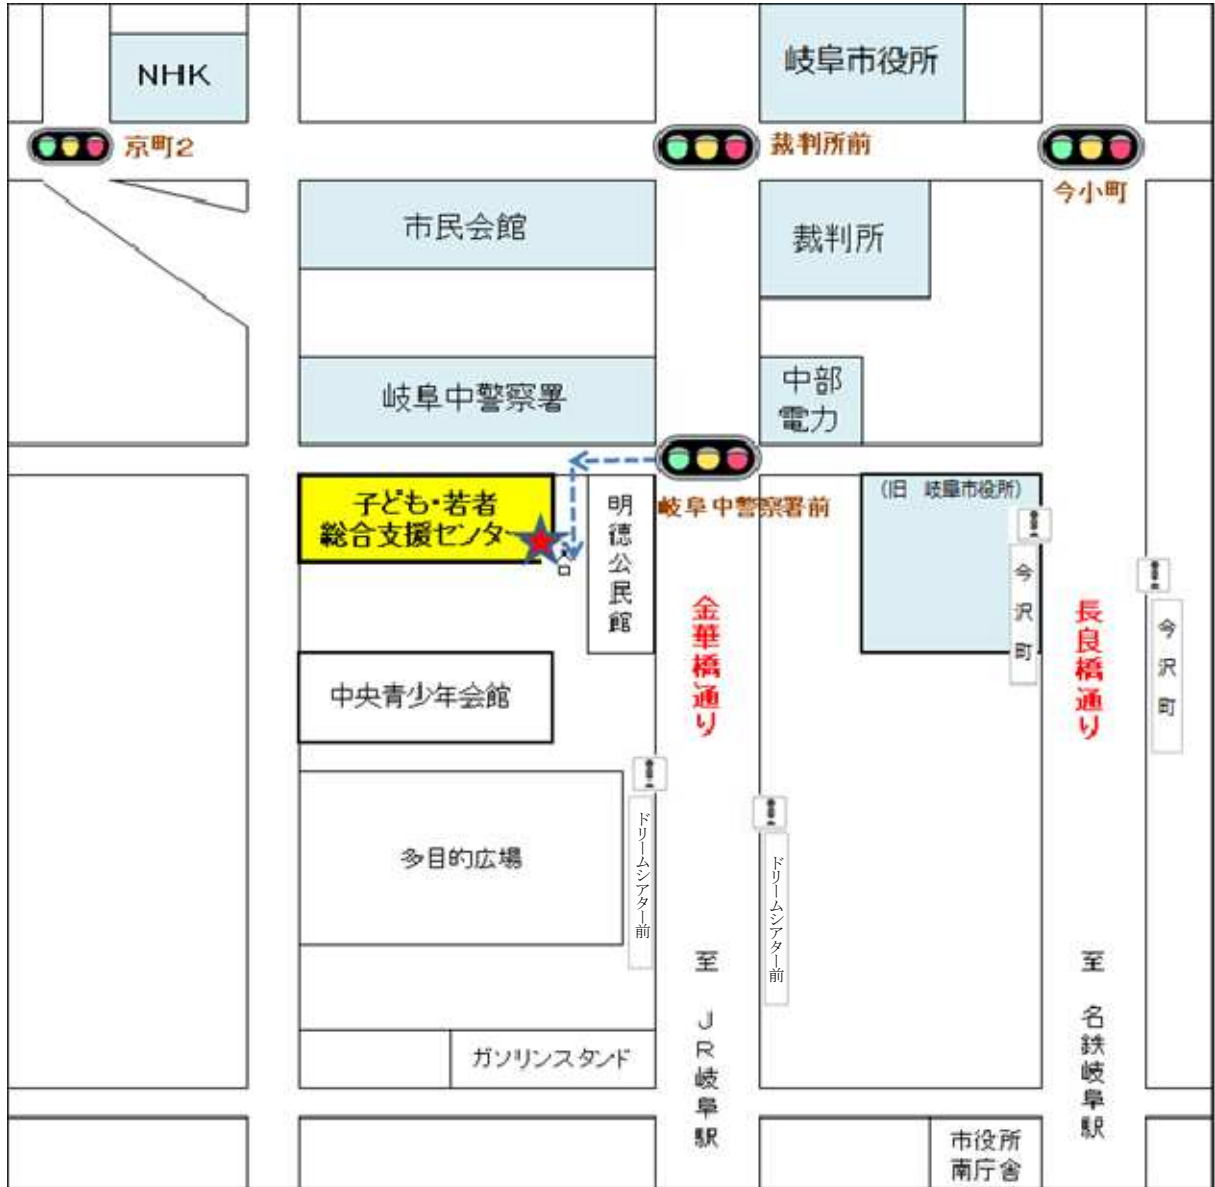 NHK
岐阜市役所
京町2
裁判所前
今小町
市民会館
裁判所
岐阜中警察署
中部
電力
子ども・若者
総合支援センター
入口
明徳公民館
岐阜中警察署前
(旧 岐阜市役所)
今沢町
今沢町
金華橋通り
長良橋通り
中央青少年会館
ドリームシアター前
ドリームシアター前
多目的広場
至 JR岐阜駅
至 名鉄岐阜駅
ガソリンスタンド
市役所
南庁舎